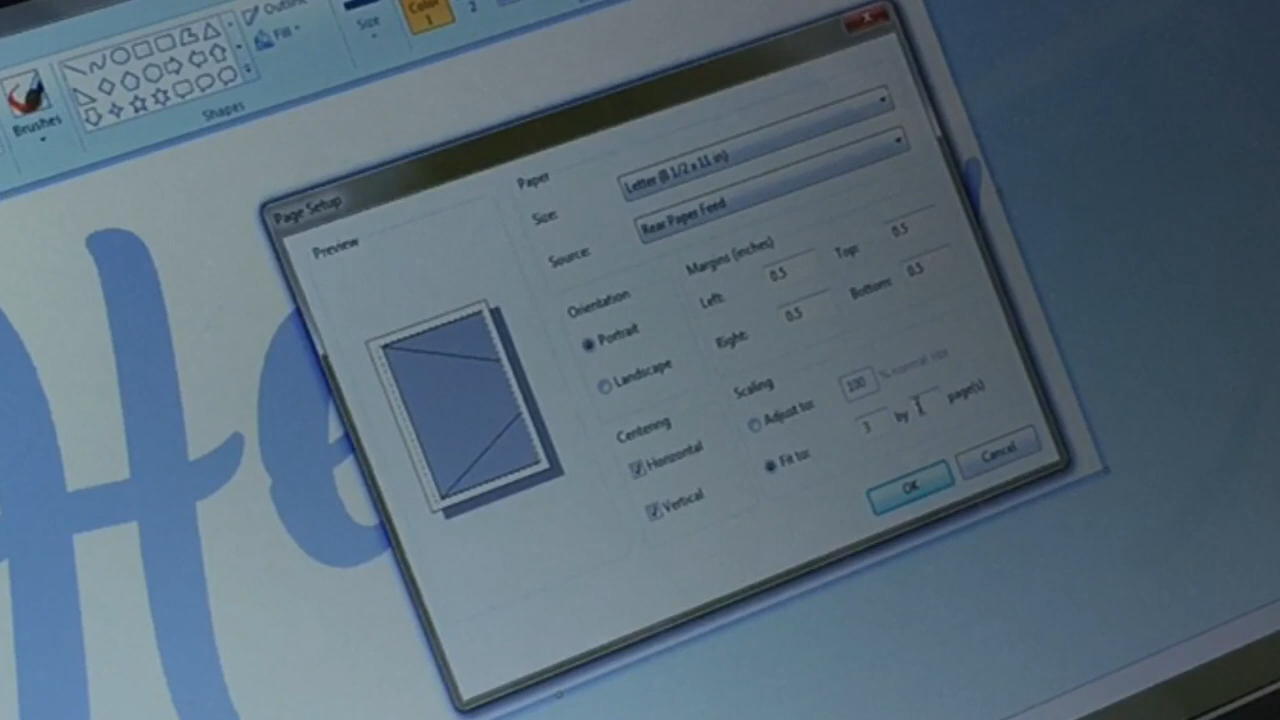 Outline
Fill
Size
Color
1
2
Brushes
Shapes
He
Page Setup
Preview
Paper
Size:
Letter (8 1/2 x 11 in)
Source:
Rear Paper Feed
Orientation
Portrait
Landscape
Margins (inches)
Left: 0.5 Top: 0.5
Right: 0.5 Bottom: 0.5
Centering
Horizontal
Vertical
Scaling
Adjust to: 100 % normal size
Fit to: 3 by page(s)
OK
Cancel